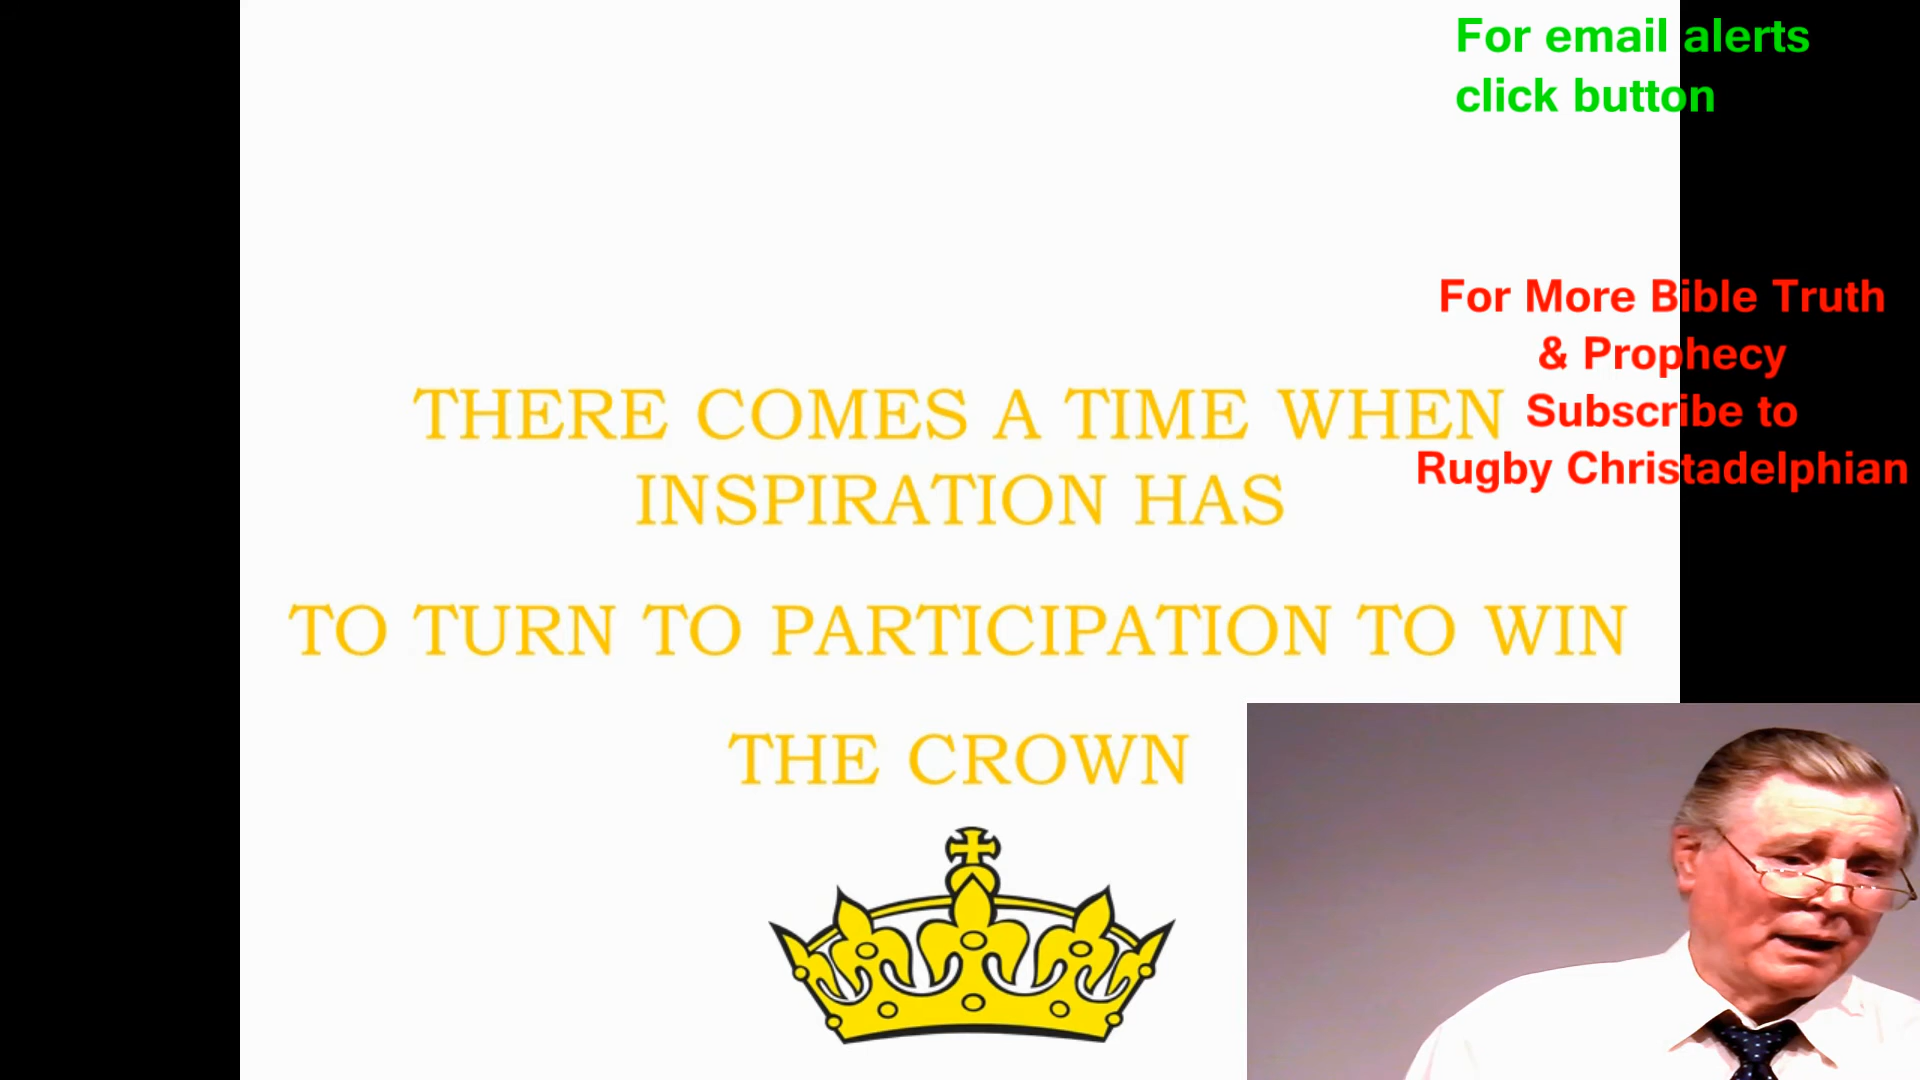 For email alerts
click button
For More Bible Truth
& Prophecy
Subscribe to
Rugby Christadelphian
THERE COMES A TIME WHEN
INSPIRATION HAS
TO TURN TO PARTICIPATION TO WIN
THE CROWN